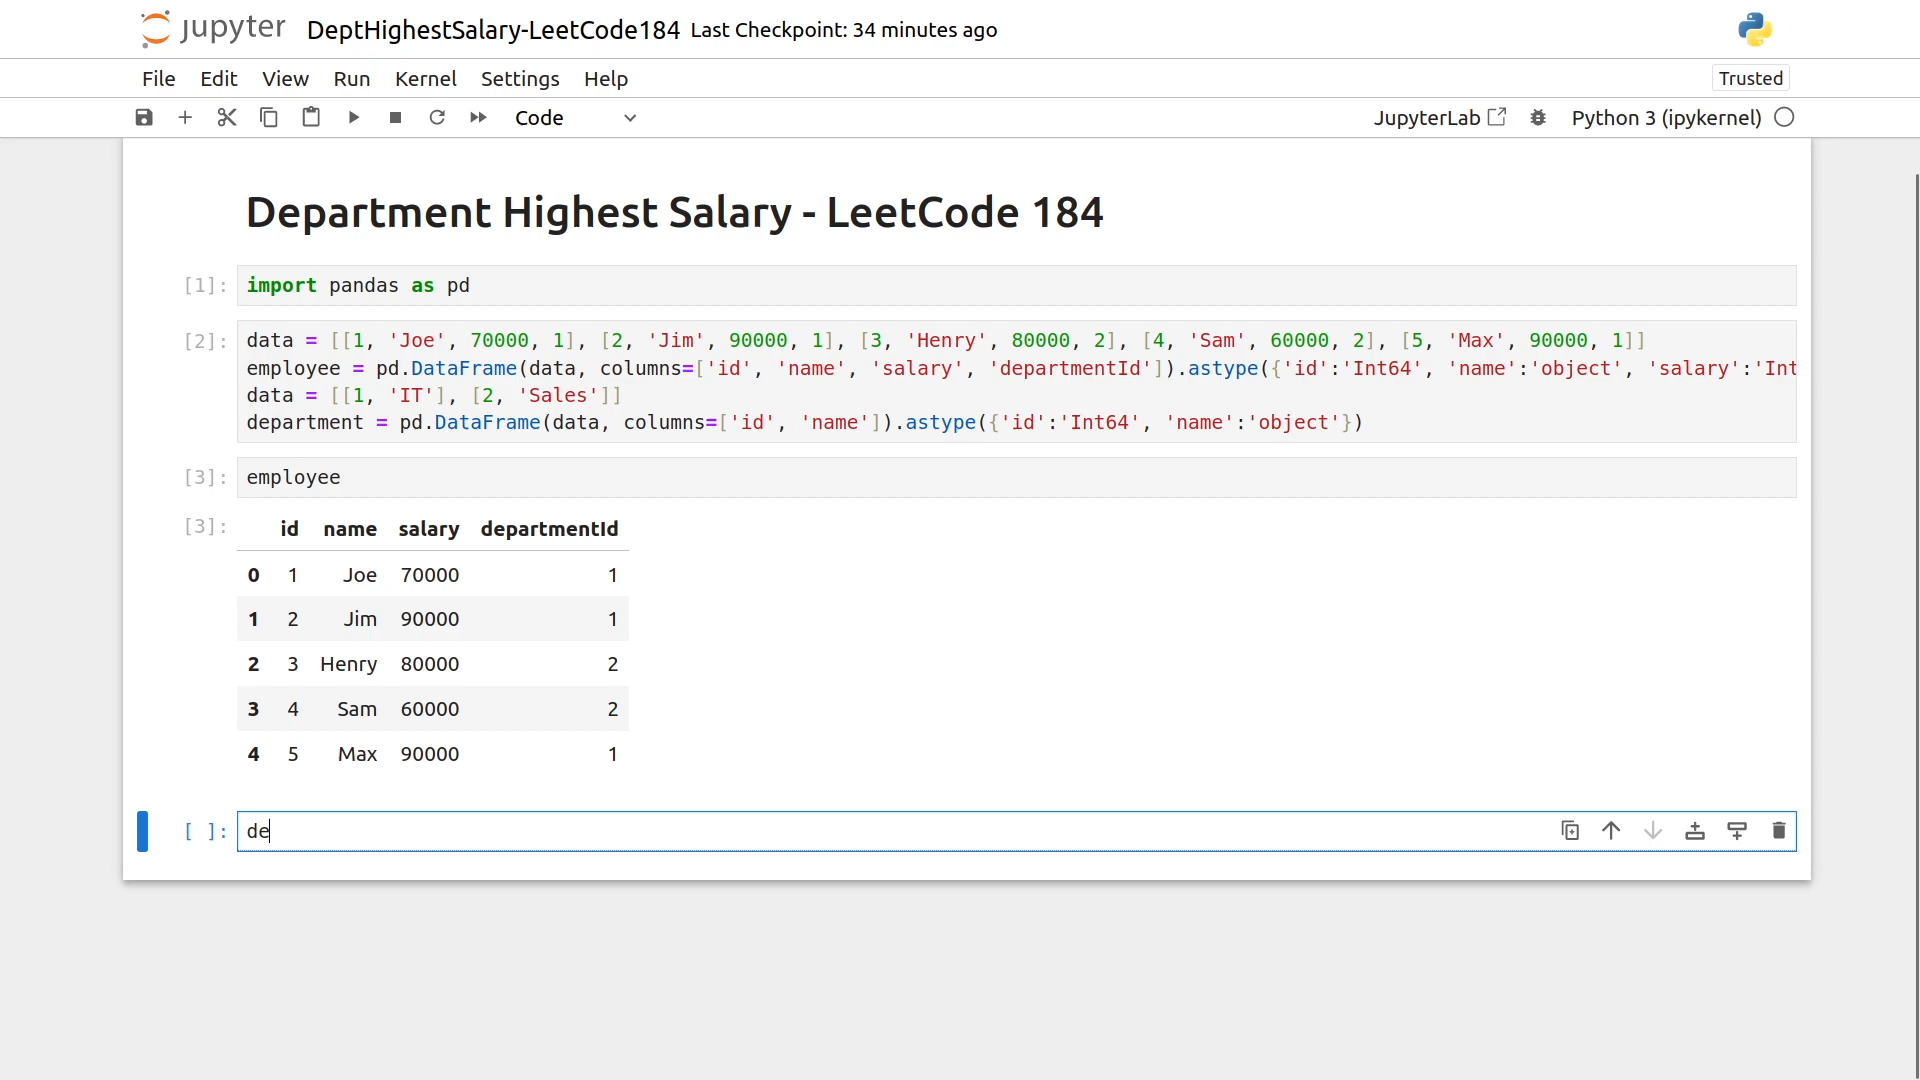 jupyter DeptHighestSalary-LeetCode184 Last Checkpoint: 34 minutes ago
File Edit View Run Kernel Settings Help Trusted
Code JupyterLab Python 3 (ipykernel)
Department Highest Salary - LeetCode 184
[1]: import pandas as pd
[2]: data = [[1, 'Joe', 70000, 1], [2, 'Jim', 90000, 1], [3, 'Henry', 80000, 2], [4, 'Sam', 60000, 2], [5, 'Max', 90000, 1]]
employee = pd.DataFrame(data, columns=['id', 'name', 'salary', 'departmentId']).astype({'id':'Int64', 'name':'object', 'salary':'Int
data = [[1, 'IT'], [2, 'Sales']]
department = pd.DataFrame(data, columns=['id', 'name']).astype({'id':'Int64', 'name':'object'})
[3]: employee
[3]: id name salary departmentId
0 1 Joe 70000 1
1 2 Jim 90000 1
2 3 Henry 80000 2
3 4 Sam 60000 2
4 5 Max 90000 1
[ ]: de